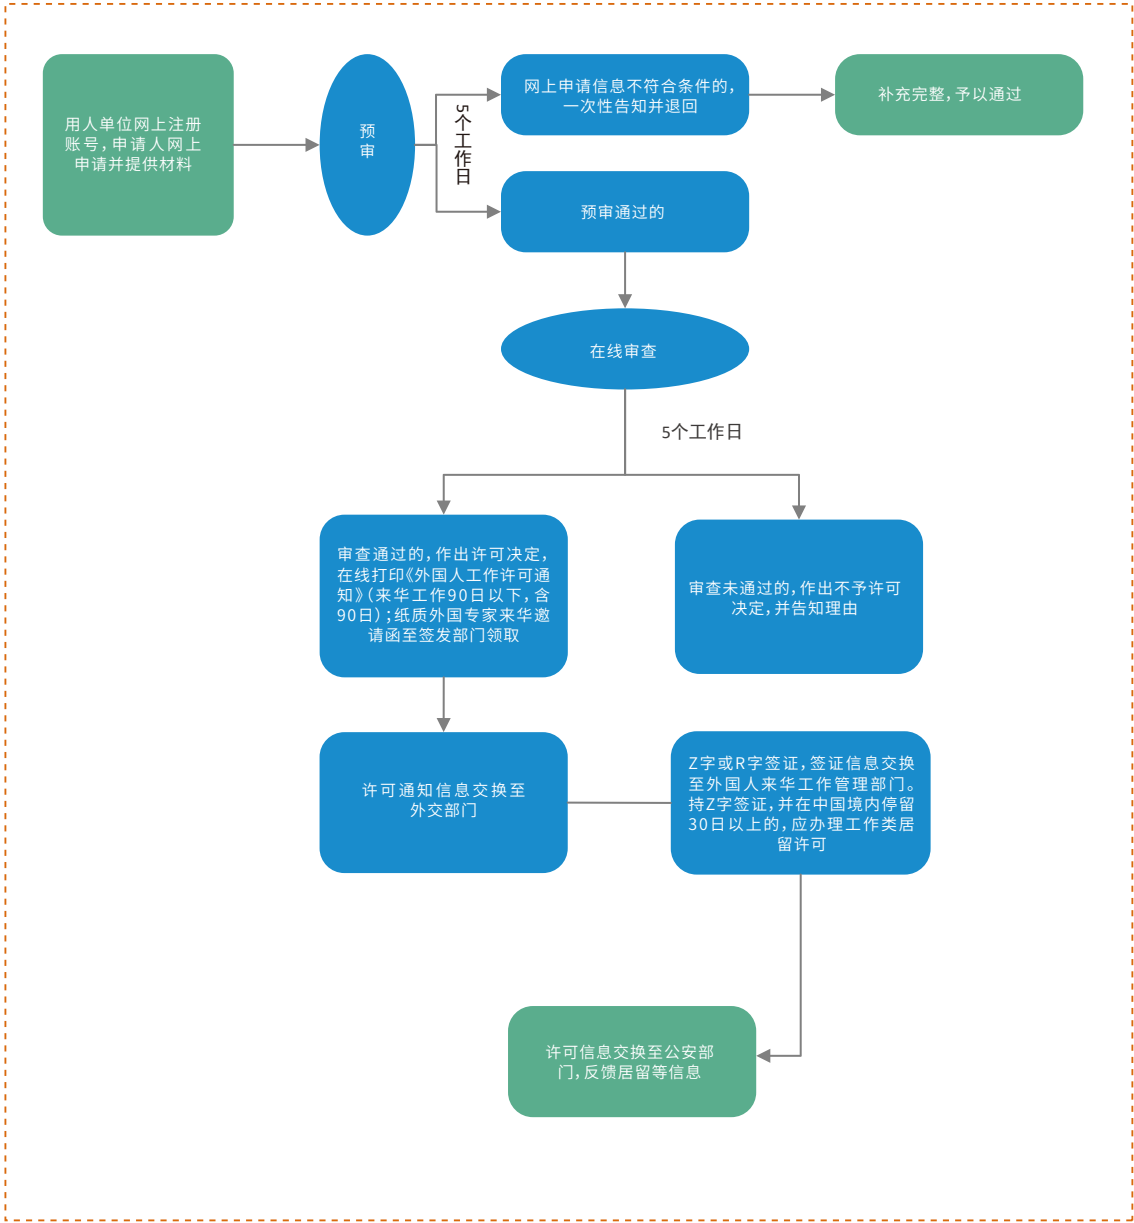 用人单位网上注册
账号，申请人网上
申请并提供材料
预
审
5个工作日
网上申请信息不符合条件的，
一次性告知并退回
补充完整，予以通过
预审通过的
在线审查
5个工作日
审查通过的，作出许可决定，
在线打印《外国人工作许可通
知》（来华工作90日以下，含
90日）；纸质外国专家来华邀
请函至签发部门领取
审查未通过的，作出不予许可
决定，并告知理由
许可通知信息交换至
外交部门
Z字或R字签证，签证信息交换
至外国人来华工作管理部门。
持Z字签证，并在中国境内停留
30日以上的，应办理工作类居
留许可
许可信息交换至公安部
门，反馈居留等信息